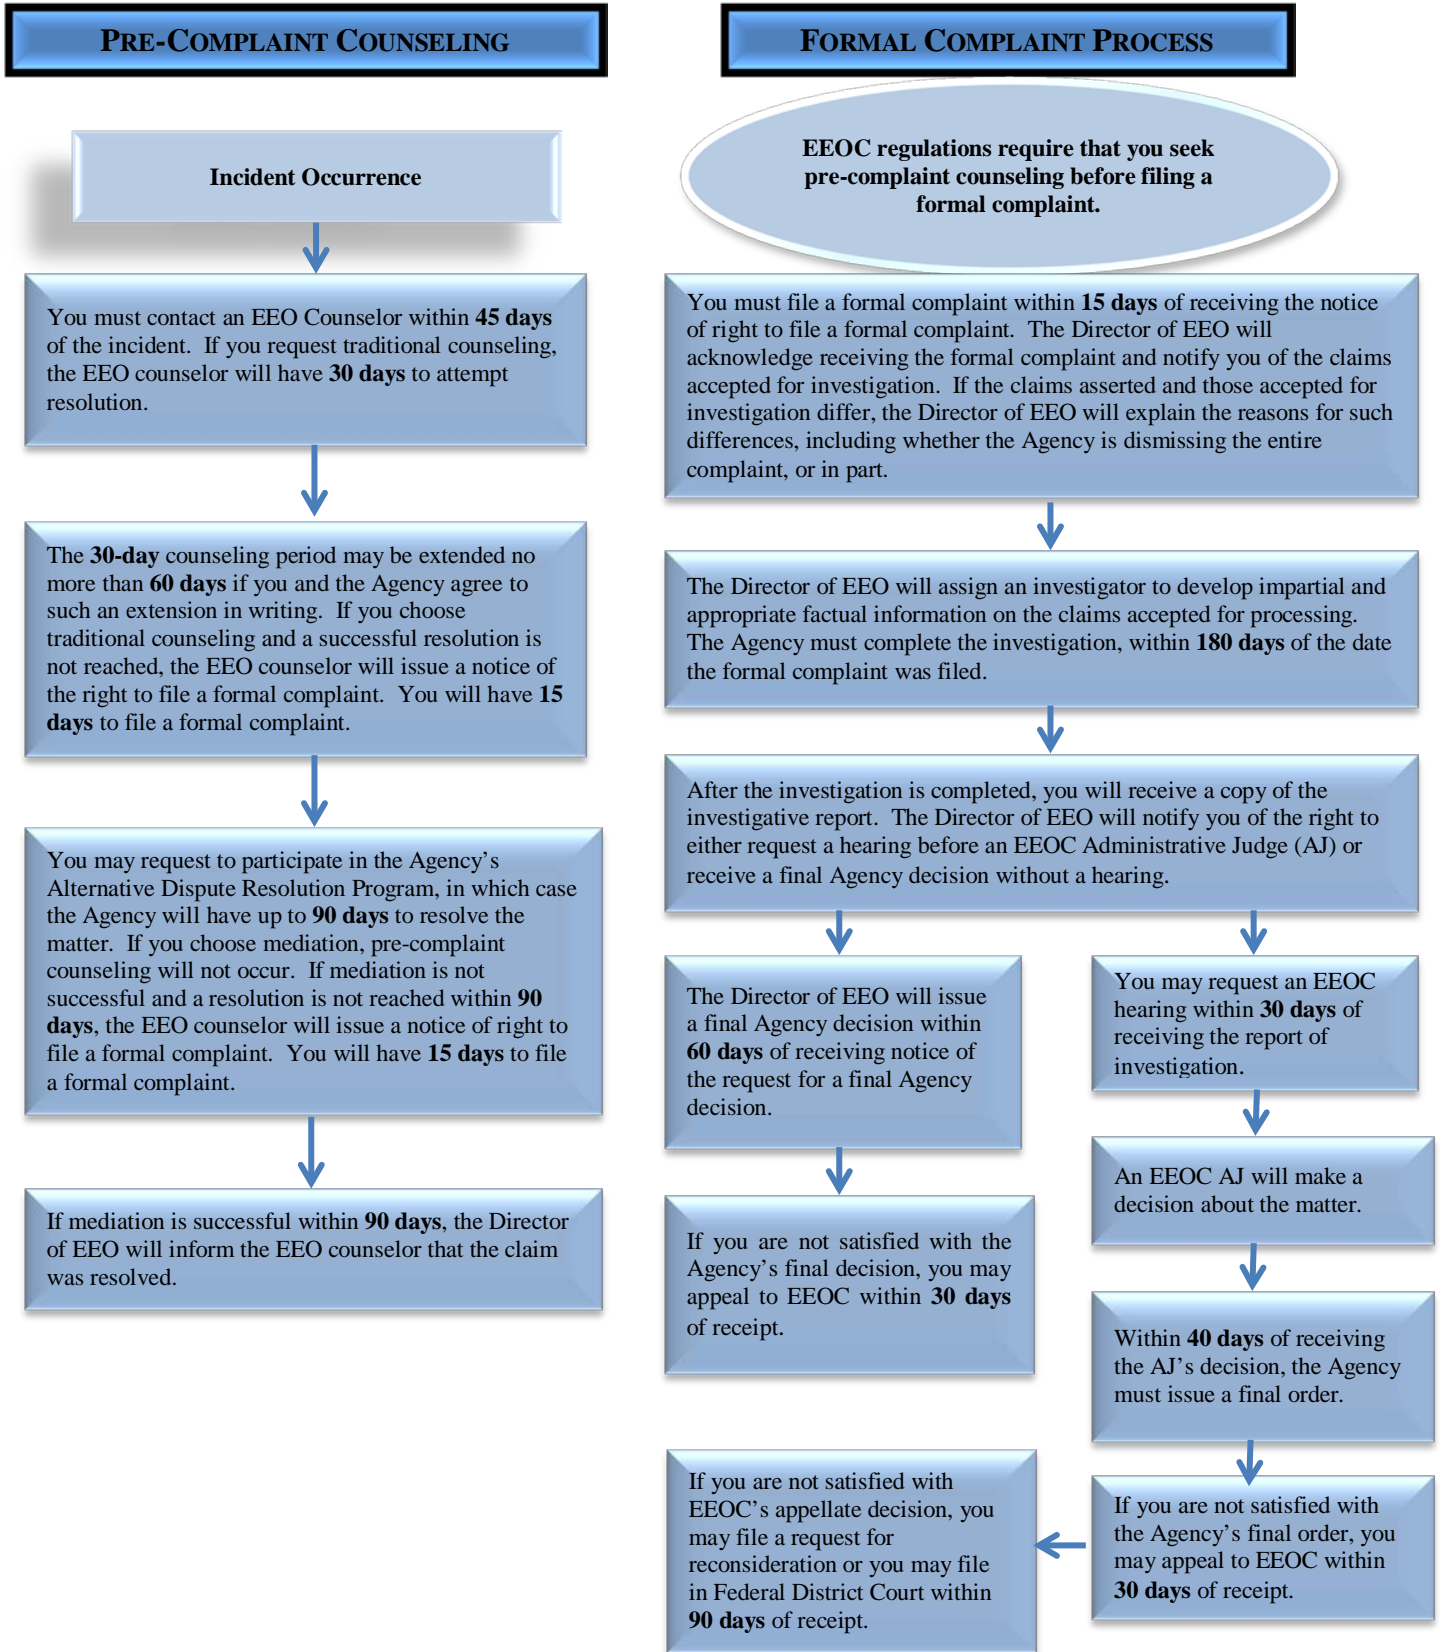 PRE-COMPLAINT COUNSELING
Incident Occurrence
You must contact an EEO Counselor within 45 days
of the incident.  If you request traditional counseling,
the EEO counselor will have 30 days to attempt
resolution.
The 30-day counseling period may be extended no
more than 60 days if you and the Agency agree to
such an extension in writing.  If you choose
traditional counseling and a successful resolution is
not reached, the EEO counselor will issue a notice of
the right to file a formal complaint.  You will have 15
days to file a formal complaint.
You may request to participate in the Agency’s
Alternative Dispute Resolution Program, in which case
the Agency will have up to 90 days to resolve the
matter.  If you choose mediation, pre-complaint
counseling will not occur.  If mediation is not
successful and a resolution is not reached within 90
days, the EEO counselor will issue a notice of right to
file a formal complaint.  You will have 15 days to file
a formal complaint.
If mediation is successful within 90 days, the Director
of EEO will inform the EEO counselor that the claim
was resolved.
FORMAL COMPLAINT PROCESS
EEOC regulations require that you seek
pre-complaint counseling before filing a
formal complaint.
You must file a formal complaint within 15 days of receiving the notice
of right to file a formal complaint.  The Director of EEO will
acknowledge receiving the formal complaint and notify you of the claims
accepted for investigation.  If the claims asserted and those accepted for
investigation differ, the Director of EEO will explain the reasons for such
differences, including whether the Agency is dismissing the entire
complaint, or in part.
The Director of EEO will assign an investigator to develop impartial and
appropriate factual information on the claims accepted for processing.
The Agency must complete the investigation, within 180 days of the date
the formal complaint was filed.
After the investigation is completed, you will receive a copy of the
investigative report.  The Director of EEO will notify you of the right to
either request a hearing before an EEOC Administrative Judge (AJ) or
receive a final Agency decision without a hearing.
The Director of EEO will issue
a final Agency decision within
60 days of receiving notice of
the request for a final Agency
decision.
If you are not satisfied with the
Agency’s final decision, you may
appeal to EEOC within 30 days
of receipt.
You may request an EEOC
hearing within 30 days of
receiving the report of
investigation.
An EEOC AJ will make a
decision about the matter.
Within 40 days of receiving
the AJ’s decision, the Agency
must issue a final order.
If you are not satisfied with
the Agency’s final order, you
may appeal to EEOC within
30 days of receipt.
If you are not satisfied with
EEOC’s appellate decision, you
may file a request for
reconsideration or you may file
in Federal District Court within
90 days of receipt.